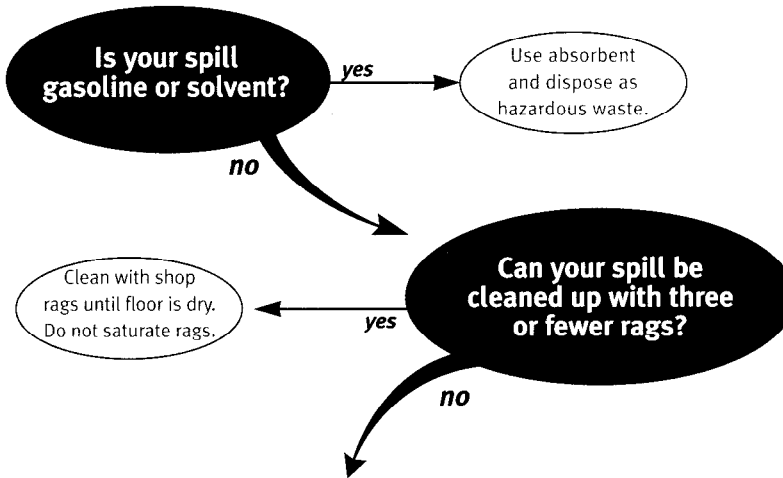 Is your spill
gasoline or solvent?
yes
Use absorbent
and dispose as
hazardous waste.
no
Can your spill be
cleaned up with three
or fewer rags?
yes
Clean with shop
rags until floor is dry.
Do not saturate rags.
no